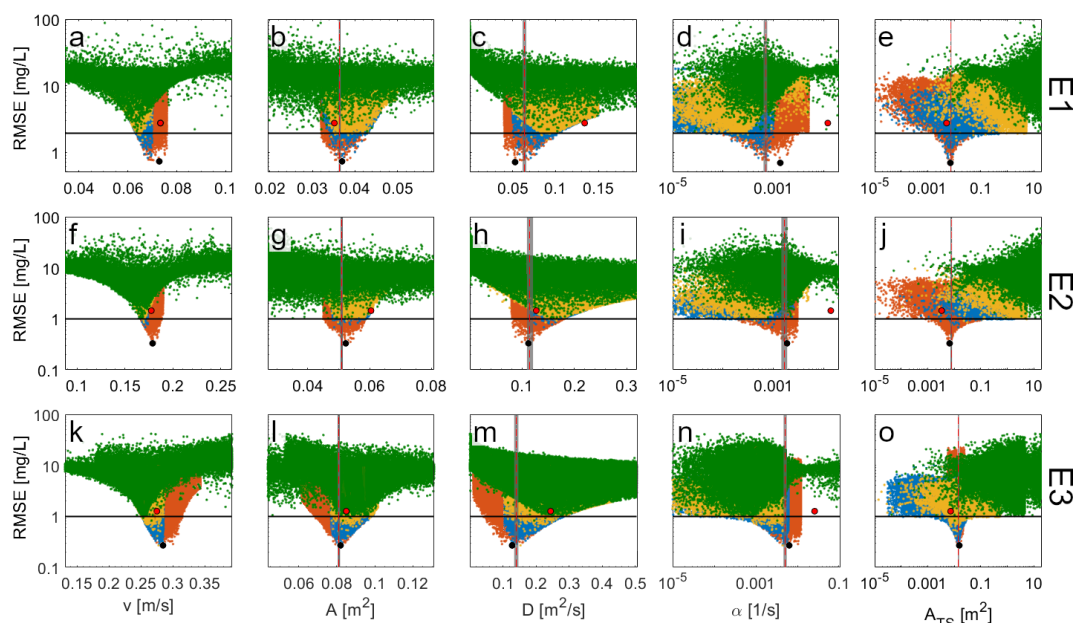 a b c d e
RMSE [mg/L] 100 10 1 E1
0.04 0.06 0.08 0.1 0.02 0.03 0.04 0.05 0.05 0.1 0.15 10^-5 0.001 0.1 10^-5 0.001 0.1 10
f g h i j
RMSE [mg/L] 100 10 1 0.1 E2
0.1 0.15 0.2 0.25 0.04 0.06 0.08 0 0.1 0.2 0.3 10^-5 0.001 0.1 10^-5 0.001 0.1 10
k l m n o
RMSE [mg/L] 100 10 1 0.1 E3
0.15 0.25 0.35 0.06 0.08 0.1 0.1 0.2 0.3 0.4 0.5 10^-5 0.001 0.1 10^-5 0.001 0.1 10
v [m/s] A [m²] D [m²/s] α [1/s] A_TS [m²]